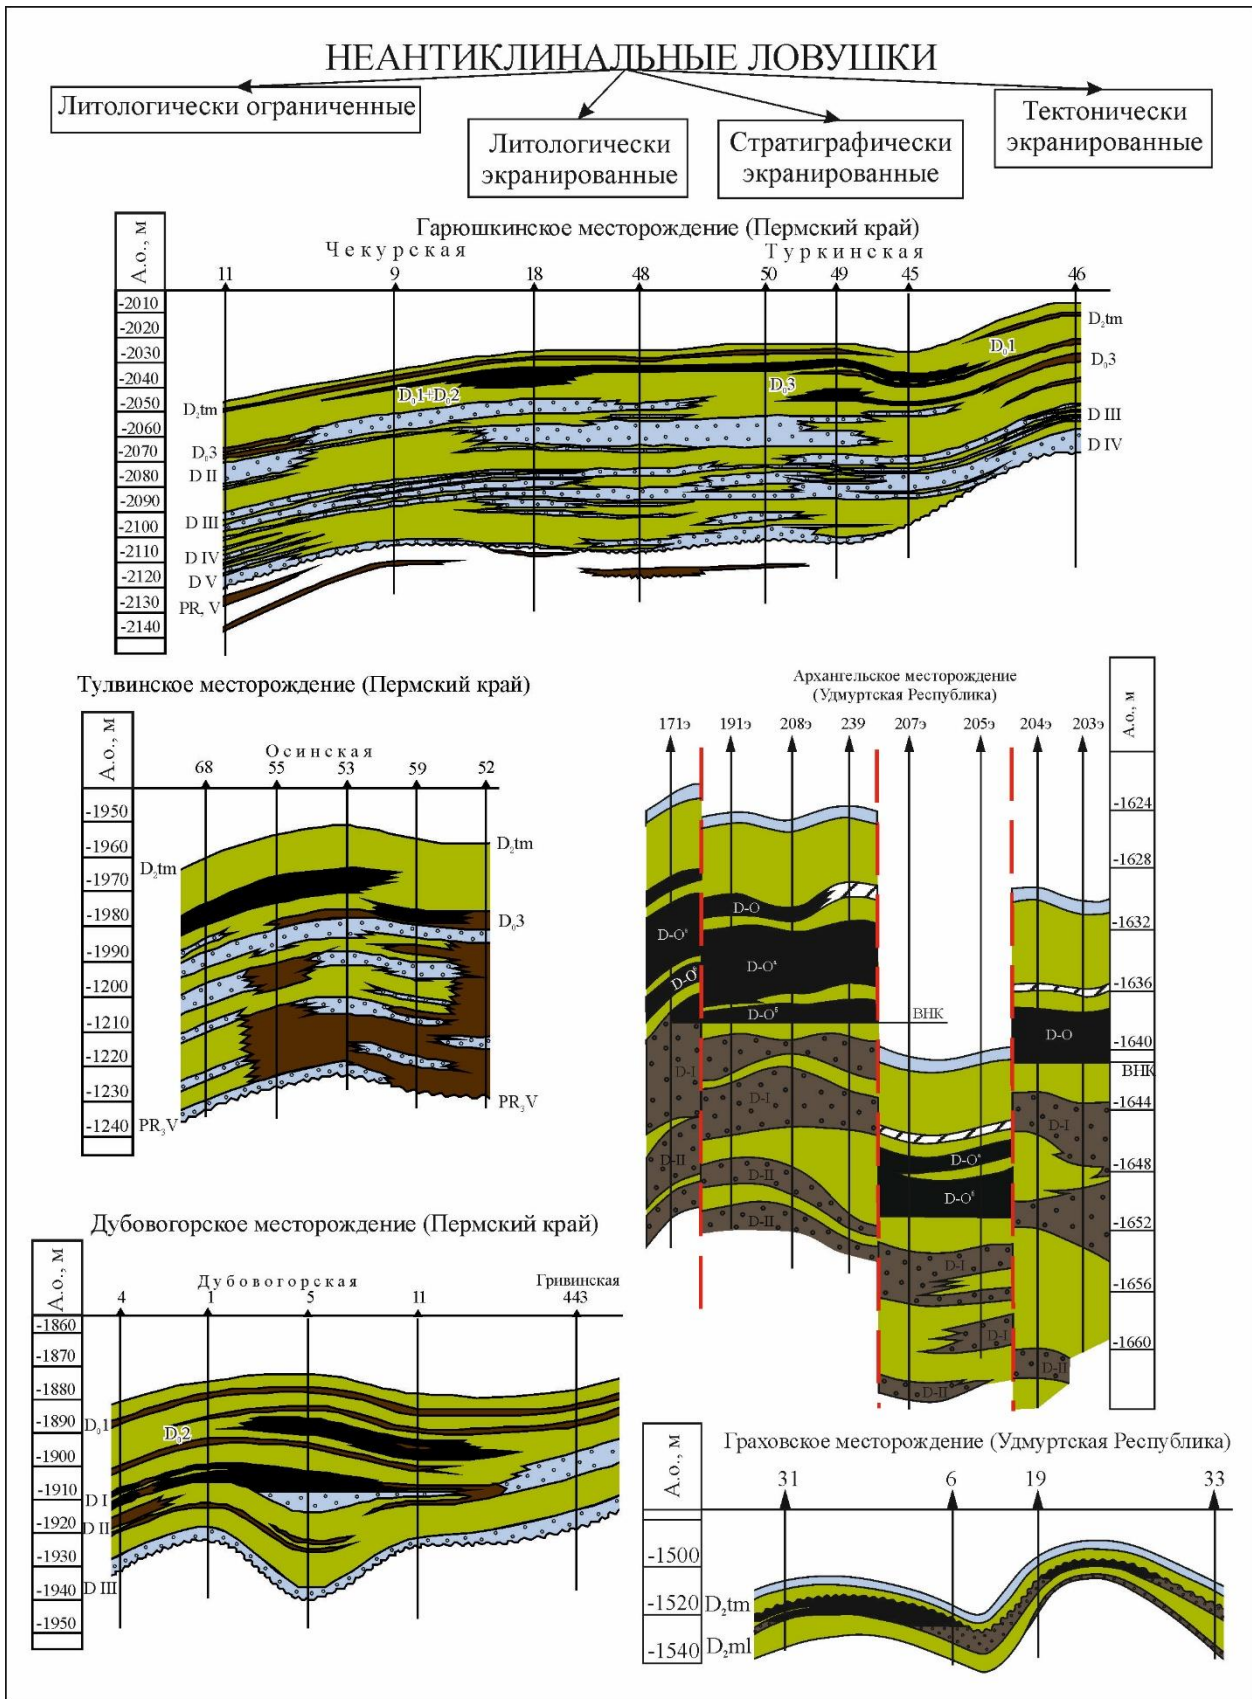 НЕАНТИКЛИНАЛЬНЫЕ ЛОВУШКИ
Литологически ограниченные
Литологически
экранированные
Стратиграфически
экранированные
Тектонически
экранированные
Гарюшкинское месторождение (Пермский край)
Чекурская
Туркинская
А.о., м
11 9 18 48 50 49 45 46
-2010
-2020
-2030
-2040
-2050
-2060
-2070
-2080
-2090
-2100
-2110
-2120
-2130
-2140
D₂tm
D₀3
D II
D III
D IV
D V
PR, V
D₀1+D₀2
D₀3
D₀1
D₂tm
D₀3
D III
D IV
Тулвинское месторождение (Пермский край)
А.о., м
Осинская
68 55 53 59 52
-1950
-1960
-1970
-1980
-1990
-1200
-1210
-1220
-1230
-1240
D₂tm
PR₃V
D₂tm
D₀3
PR₃V
Архангельское месторождение
(Удмуртская Республика)
А.о., м
171э 191э 208э 239 207э 205э 204э 203э
-1624
-1628
-1632
-1636
-1640
ВНК
-1644
-1648
-1652
-1656
-1660
D-O
D-Oᵃ
D-Oᵃ
D-Oᵇ
D-Oᵇ
ВНК
D-O
D-I
D-I
D-I
D-II
D-II
D-II
D-Oᵃ
D-Oᵇ
D-I
D-I
D-II
D-II
Дубовогорское месторождение (Пермский край)
А.о., м
Дубовогорская
Гривинская
4 1 5 11 443
-1860
-1870
-1880
-1890
-1900
-1910
-1920
-1930
-1940
-1950
D₀1
D₀2
D I
D II
D III
Граховское месторождение (Удмуртская Республика)
А.о., м
31 6 19 33
-1500
-1520
-1540
D₂tm
D₂ml